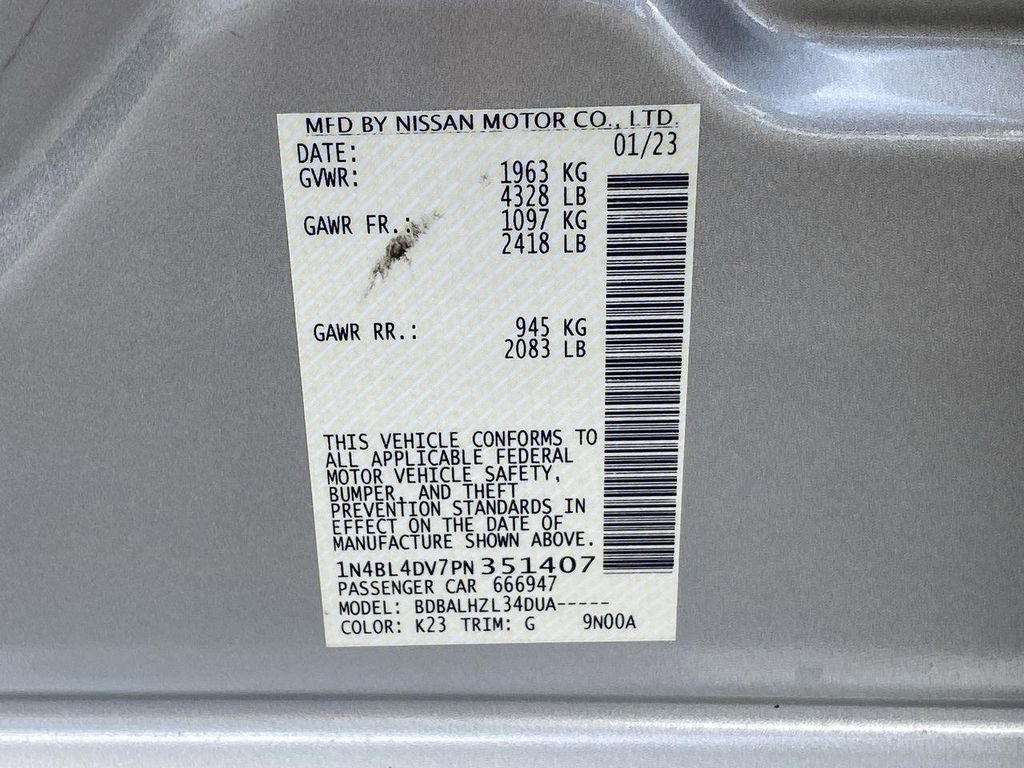 MFD BY NISSAN MOTOR CO., LTD.
DATE: 01/23
GVWR: 1963 KG
4328 LB
GAWR FR.: 1097 KG
2418 LB
GAWR RR.: 945 KG
2083 LB
THIS VEHICLE CONFORMS TO
ALL APPLICABLE FEDERAL
MOTOR VEHICLE SAFETY,
BUMPER, AND THEFT
PREVENTION STANDARDS IN
EFFECT ON THE DATE OF
MANUFACTURE SHOWN ABOVE.
1N4BL4DV7PN351407
PASSENGER CAR 666947
MODEL: BDBALHZL34DUA-----
COLOR: K23 TRIM: G 9N00A